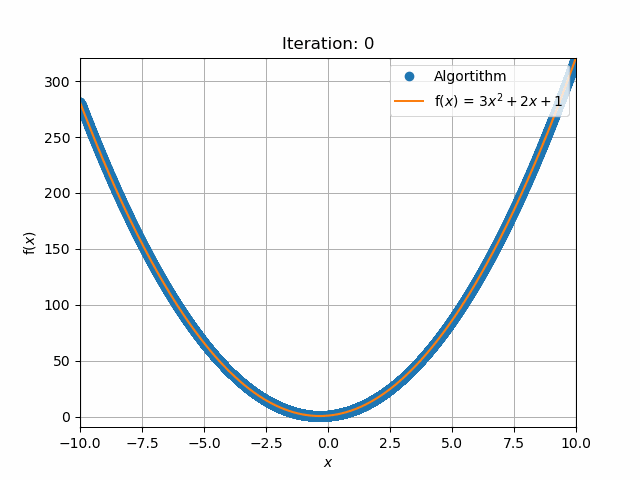 Iteration: 0
Algortithm
f(x) = 3x² + 2x + 1
300
250
200
150
100
50
0
f(x)
−10.0 −7.5 −5.0 −2.5 0.0 2.5 5.0 7.5 10.0
x